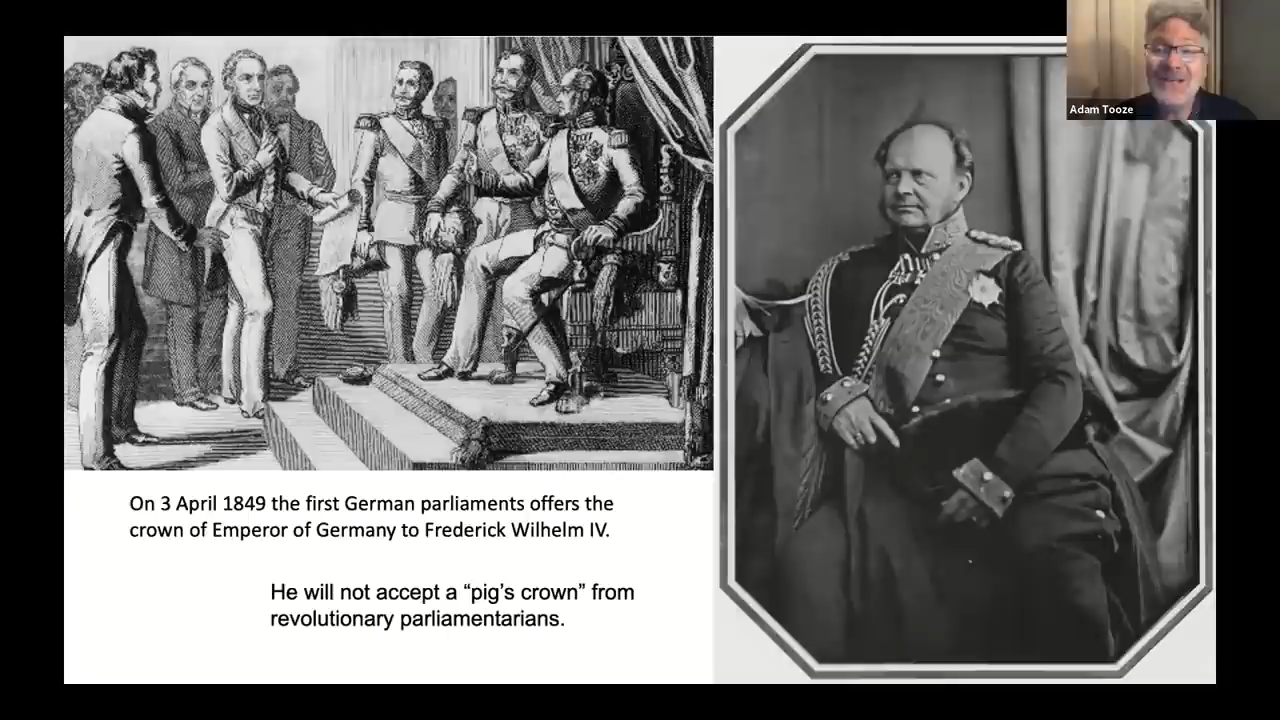 Adam Tooze
On 3 April 1849 the first German parliaments offers the
crown of Emperor of Germany to Frederick Wilhelm IV.
He will not accept a “pig’s crown” from
revolutionary parliamentarians.